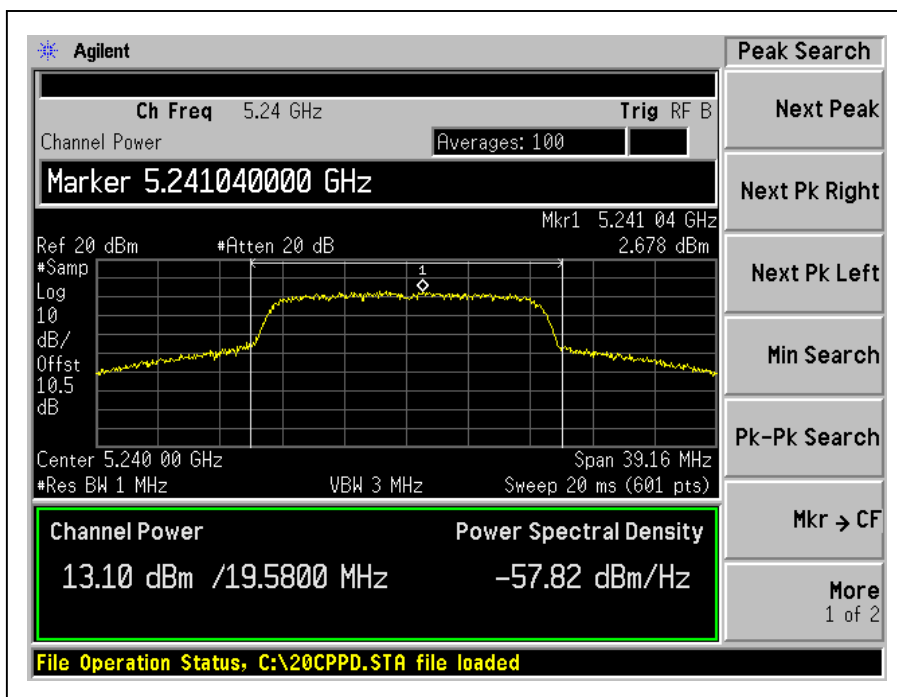 Agilent
Peak Search
Ch Freq 5.24 GHz Trig RF B
Channel Power Averages: 100
Marker 5.241040000 GHz
Mkr1 5.241 04 GHz
Ref 20 dBm #Atten 20 dB 2.678 dBm
#Samp
Log
10
dB/
Offst
10.5
dB
1
Center 5.240 00 GHz Span 39.16 MHz
#Res BW 1 MHz VBW 3 MHz Sweep 20 ms (601 pts)
Channel Power Power Spectral Density
13.10 dBm /19.5800 MHz -57.82 dBm/Hz
File Operation Status, C:\20CPPD.STA file loaded
Next Peak
Next Pk Right
Next Pk Left
Min Search
Pk-Pk Search
Mkr → CF
More
1 of 2